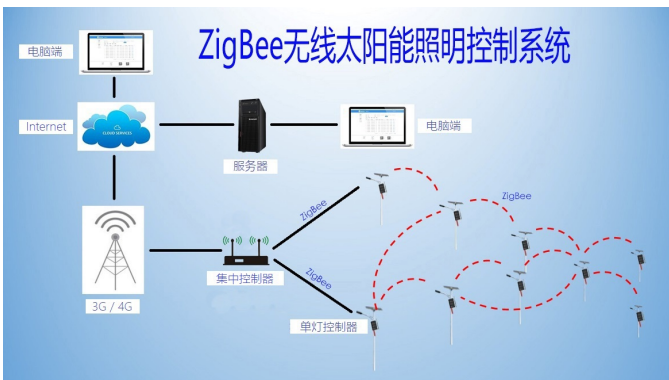 ZigBee无线太阳能照明控制系统
电脑端
Internet
CLOUD SERVICES
服务器
电脑端
3G / 4G
集中控制器
ZigBee
ZigBee
ZigBee
单灯控制器